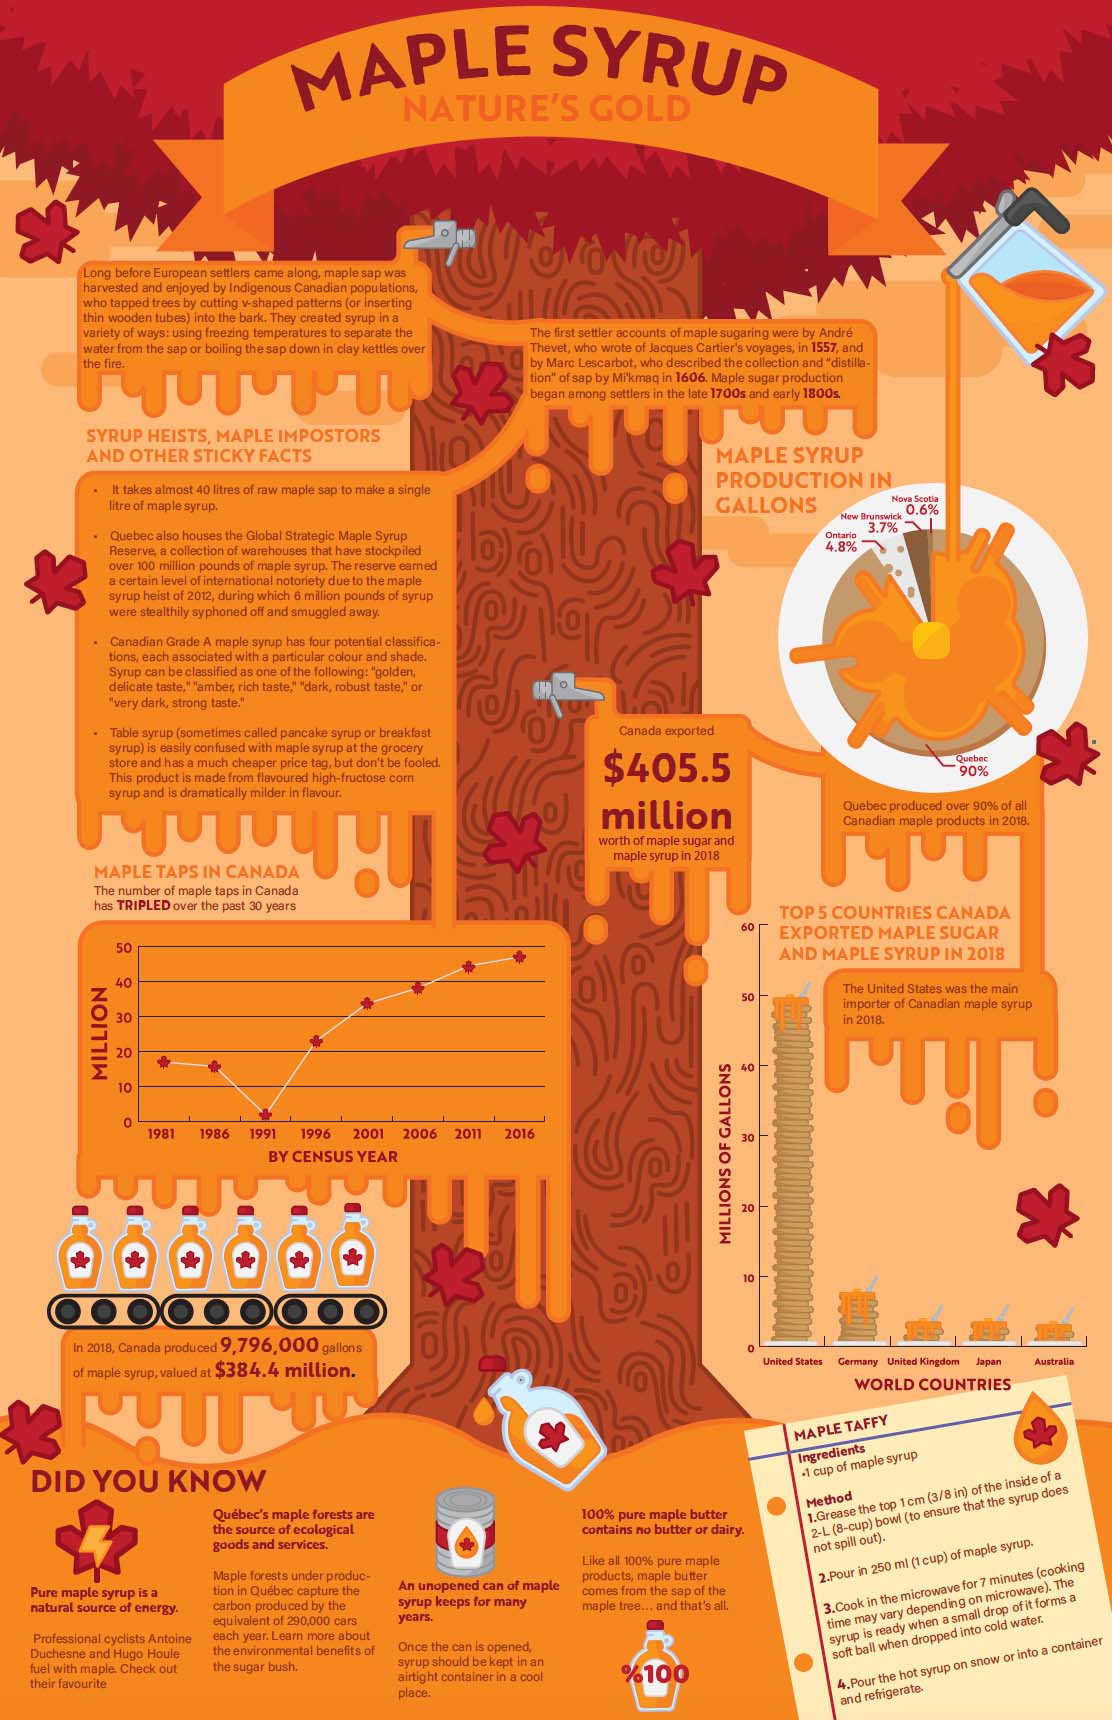 MAPLE SYRUP
NATURE'S GOLD
Long before European settlers came along, maple sap was
harvested and enjoyed by Indigenous Canadian populations,
who tapped trees by cutting v-shaped patterns (or inserting
thin wooden tubes) into the bark. They created syrup in a
variety of ways: using freezing temperatures to separate the
water from the sap or boiling the sap down in clay kettles over
the fire.
The first settler accounts of maple sugaring were by André
Thevet, who wrote of Jacques Cartier's voyages, in 1557, and
by Marc Lescarbot, who described the collection and "distilla-
tion" of sap by Mi'kmaq in 1606. Maple sugar production
began among settlers in the late 1700s and early 1800s.
SYRUP HEISTS, MAPLE IMPOSTORS
AND OTHER STICKY FACTS
• It takes almost 40 litres of raw maple sap to make a single
litre of maple syrup.
• Quebec also houses the Global Strategic Maple Syrup
Reserve, a collection of warehouses that have stockpiled
over 100 million pounds of maple syrup. The reserve earned
a certain level of international notoriety due to the maple
syrup heist of 2012, during which 6 million pounds of syrup
were stealthily syphoned off and smuggled away.
• Canadian Grade A maple syrup has four potential classifica-
tions, each associated with a particular colour and shade.
Syrup can be classified as one of the following: "golden,
delicate taste," "amber, rich taste," "dark, robust taste," or
"very dark, strong taste."
• Table syrup (sometimes called pancake syrup or breakfast
syrup) is easily confused with maple syrup at the grocery
store and has a much cheaper price tag, but don't be fooled.
This product is made from flavoured high-fructose corn
syrup and is dramatically milder in flavour.
MAPLE SYRUP
PRODUCTION IN
GALLONS
Nova Scotia
0.6%
New Brunswick
3.7%
Ontario
4.8%
Quebec
90%
Quebec produced over 90% of all
Canadian maple products in 2018.
Canada exported
$405.5
million
worth of maple sugar and
maple syrup in 2018
MAPLE TAPS IN CANADA
The number of maple taps in Canada
has TRIPLED over the past 30 years
MILLION
50
40
30
20
10
0
1981 1986 1991 1996 2001 2006 2011 2016
BY CENSUS YEAR
TOP 5 COUNTRIES CANADA
EXPORTED MAPLE SUGAR
AND MAPLE SYRUP IN 2018
The United States was the main
importer of Canadian maple syrup
in 2018.
MILLIONS OF GALLONS
60
50
40
30
20
10
0
United States Germany United Kingdom Japan Australia
WORLD COUNTRIES
In 2018, Canada produced 9,796,000 gallons
of maple syrup, valued at $384.4 million.
DID YOU KNOW
Pure maple syrup is a
natural source of energy.
Professional cyclists Antoine
Duchesne and Hugo Houle
fuel with maple. Check out
their favourite
Québec's maple forests are
the source of ecological
goods and services.
Maple forests under produc-
tion in Québec capture the
carbon produced by the
equivalent of 290,000 cars
each year. Learn more about
the environmental benefits of
the sugar bush.
An unopened can of maple
syrup keeps for many
years.
Once the can is opened,
syrup should be kept in an
airtight container in a cool
place.
100% pure maple butter
contains no butter or dairy.
Like all 100% pure maple
products, maple butter
comes from the sap of the
maple tree... and that's all.
%100
MAPLE TAFFY
Ingredients
•1 cup of maple syrup
Method
1.Grease the top 1 cm (3/8 in) of the inside of a
2-L (8-cup) bowl (to ensure that the syrup does
not spill out).
2.Pour in 250 ml (1 cup) of maple syrup.
3.Cook in the microwave for 7 minutes (cooking
time may vary depending on microwave). The
syrup is ready when a small drop of it forms a
soft ball when dropped into cold water.
4.Pour the hot syrup on snow or into a container
and refrigerate.